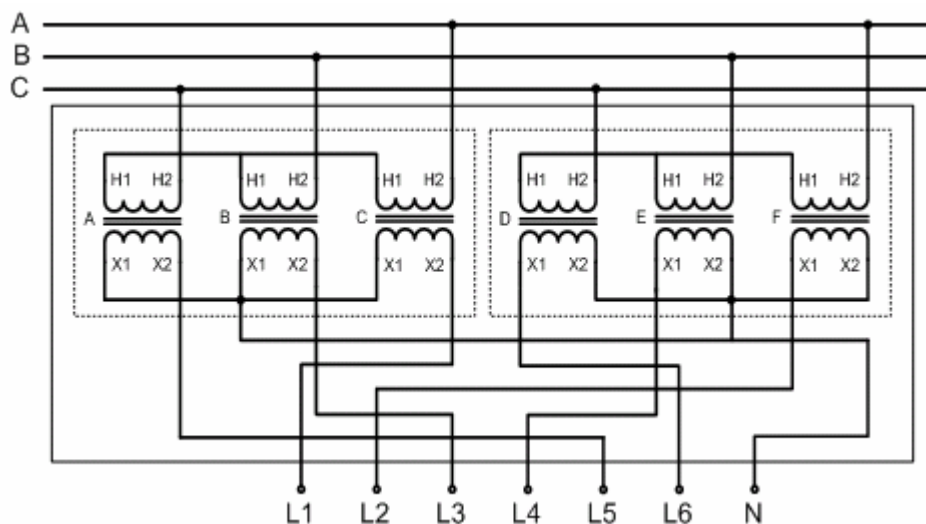 A
B
C
H1 H2 H1 H2 H1 H2 H1 H2 H1 H2 H1 H2
A B C D E F
X1 X2 X1 X2 X1 X2 X1 X2 X1 X2 X1 X2
L1 L2 L3 L4 L5 L6 N